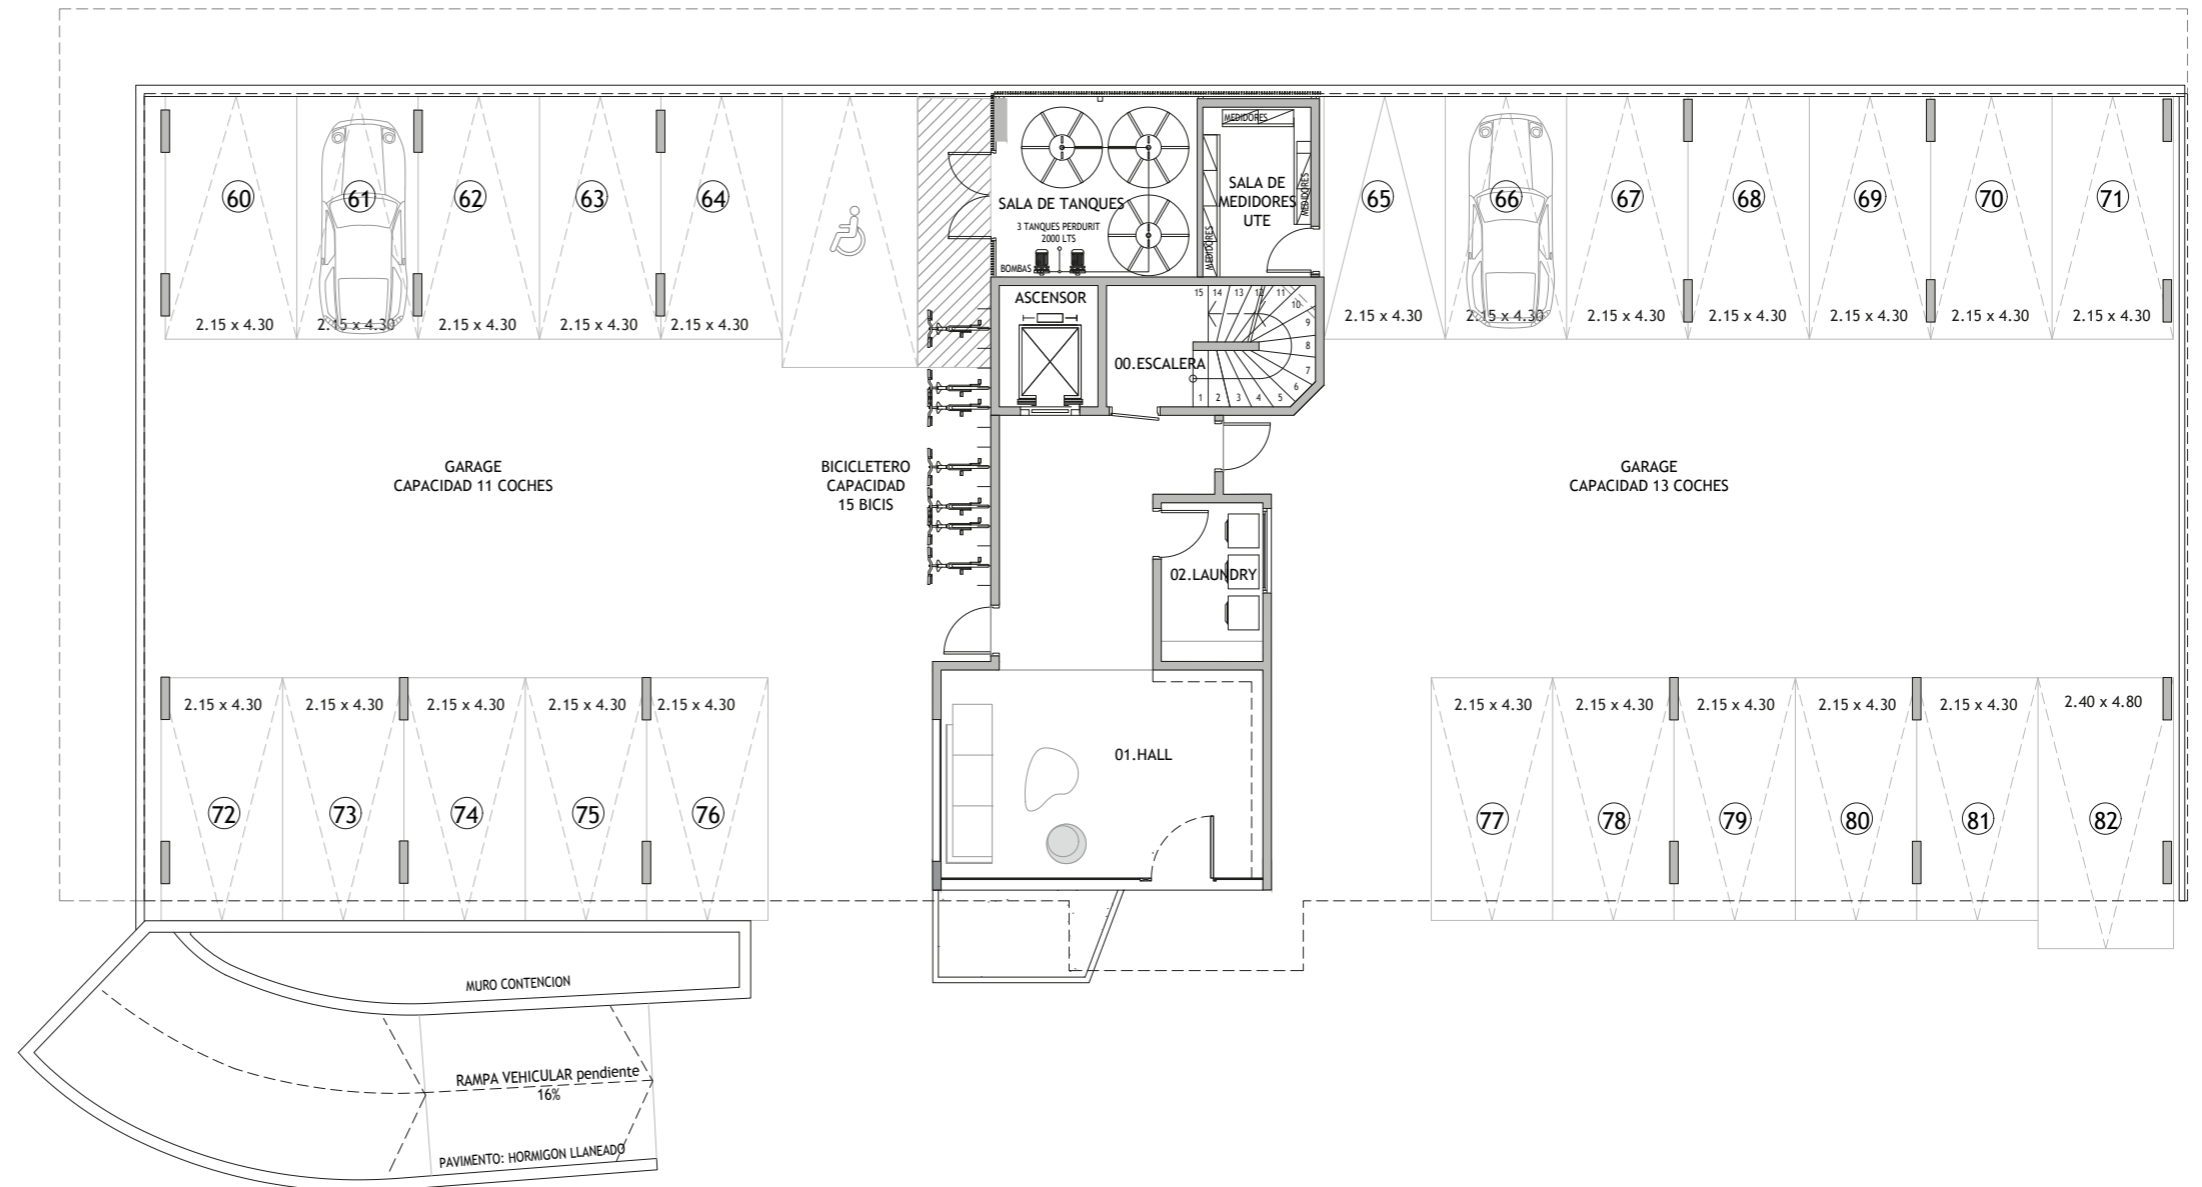 60
61
62
63
64
2.15 x 4.30
2.15 x 4.30
2.15 x 4.30
2.15 x 4.30
2.15 x 4.30
SALA DE TANQUES
3 TANQUES PERDURIT
2000 LTS
BOMBAS
MEDIDORES
MEDIDORES
MEDIDORES
SALA DE
MEDIDORES
UTE
65
66
67
68
69
70
71
2.15 x 4.30
2.15 x 4.30
2.15 x 4.30
2.15 x 4.30
2.15 x 4.30
2.15 x 4.30
2.15 x 4.30
ASCENSOR
00.ESCALERA
15
14
13
12
11
10
9
8
7
6
5
4
3
2
1
GARAGE
CAPACIDAD 11 COCHES
BICICLETERO
CAPACIDAD
15 BICIS
GARAGE
CAPACIDAD 13 COCHES
02.LAUNDRY
01.HALL
2.15 x 4.30
2.15 x 4.30
2.15 x 4.30
2.15 x 4.30
2.15 x 4.30
72
73
74
75
76
2.15 x 4.30
2.15 x 4.30
2.15 x 4.30
2.15 x 4.30
2.15 x 4.30
2.40 x 4.80
77
78
79
80
81
82
MURO CONTENCION
RAMPA VEHICULAR pendiente
16%
PAVIMENTO: HORMIGON LLANEADO